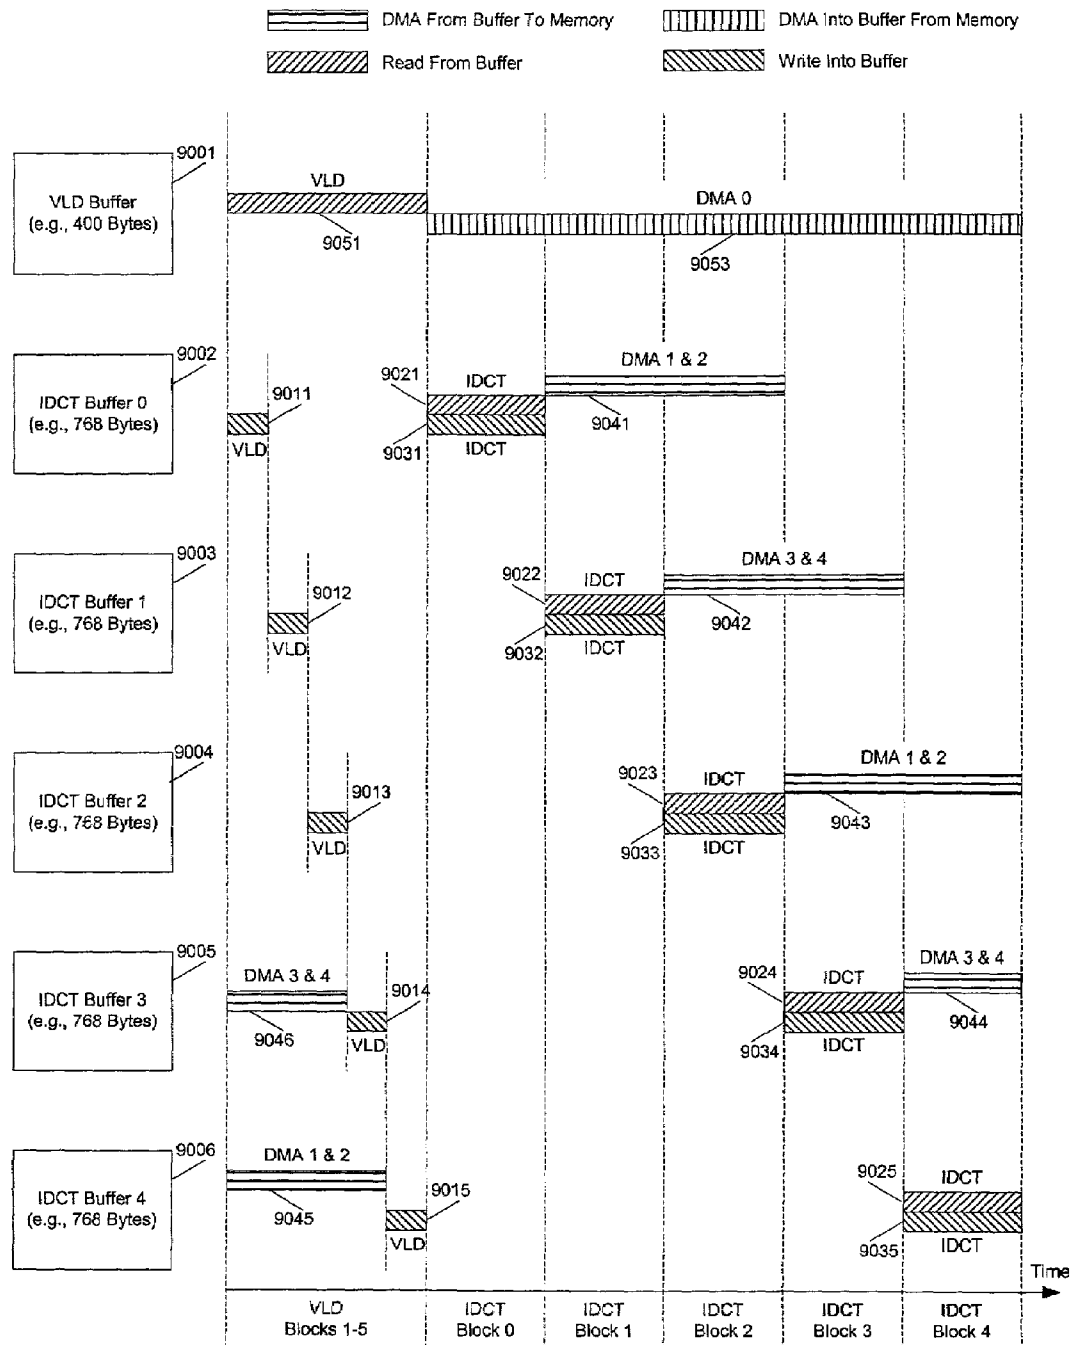 DMA From Buffer To Memory
DMA Into Buffer From Memory
Read From Buffer
Write Into Buffer
9001
VLD Buffer
(e.g., 400 Bytes)
VLD
9051
DMA 0
9053
9002
IDCT Buffer 0
(e.g., 768 Bytes)
9011
VLD
9021
IDCT
9031
IDCT
DMA 1 & 2
9041
9003
IDCT Buffer 1
(e.g., 768 Bytes)
9012
VLD
9022
IDCT
9032
IDCT
DMA 3 & 4
9042
9004
IDCT Buffer 2
(e.g., 768 Bytes)
9013
VLD
9023
IDCT
9033
IDCT
DMA 1 & 2
9043
9005
IDCT Buffer 3
(e.g., 768 Bytes)
DMA 3 & 4
9046
9014
VLD
9024
IDCT
9034
IDCT
DMA 3 & 4
9044
9006
IDCT Buffer 4
(e.g., 768 Bytes)
DMA 1 & 2
9045
9015
VLD
9025
IDCT
9035
IDCT
Time
VLD
Blocks 1-5
IDCT
Block 0
IDCT
Block 1
IDCT
Block 2
IDCT
Block 3
IDCT
Block 4